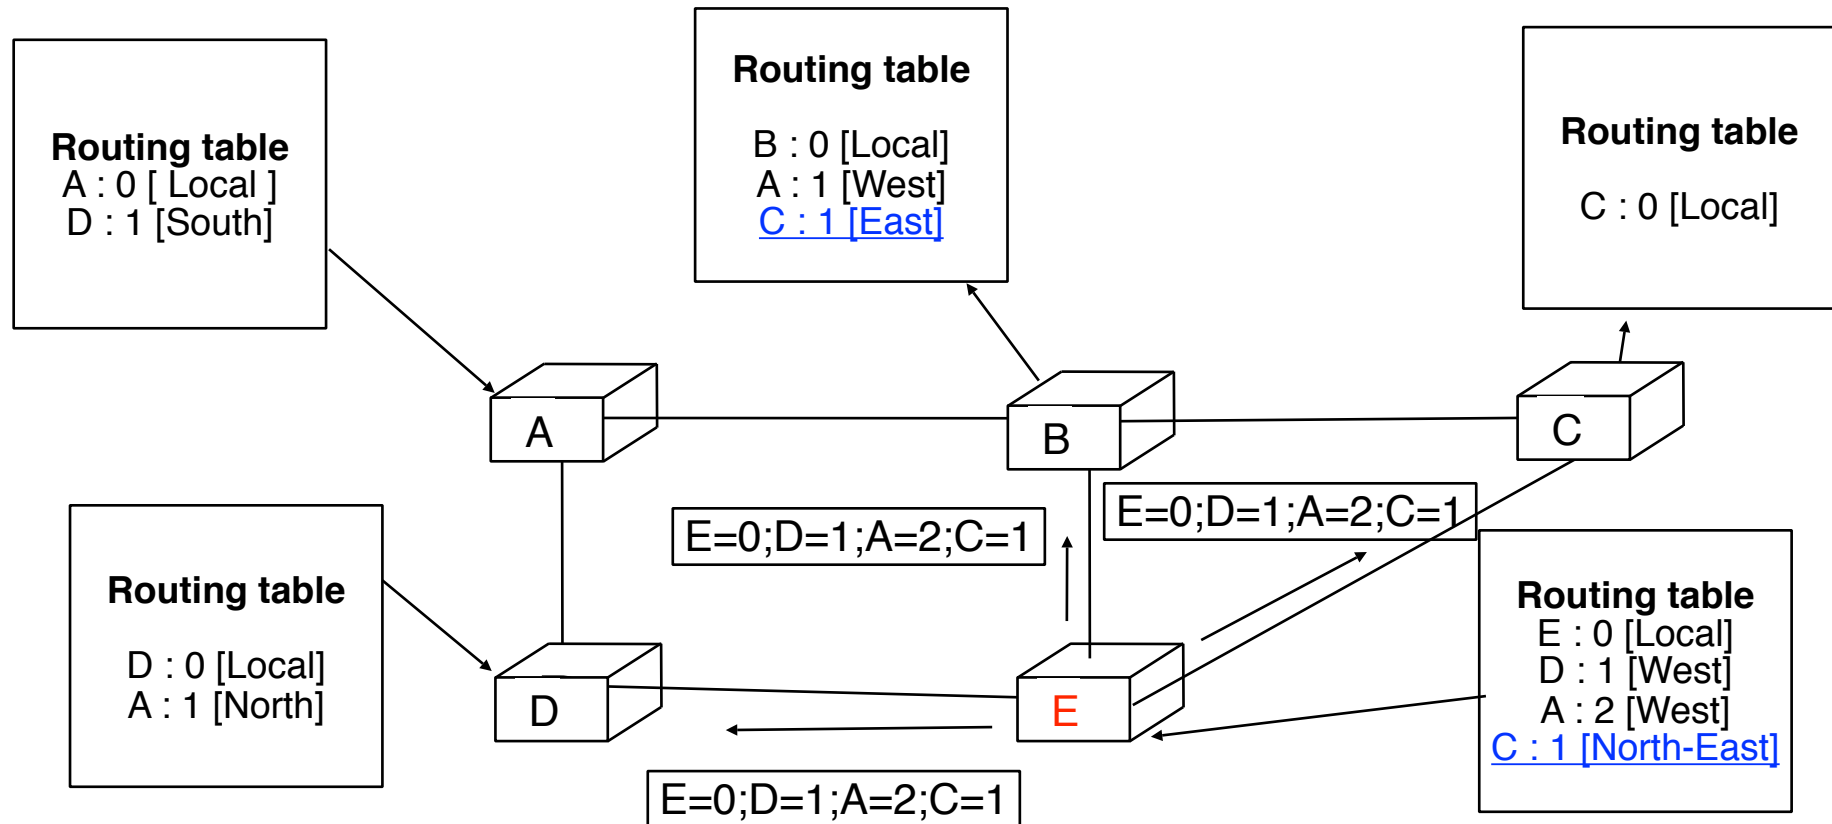 Routing table
A : 0 [ Local ]
D : 1 [South]
Routing table
B : 0 [Local]
A : 1 [West]
C : 1 [East]
Routing table
C : 0 [Local]
A
B
C
E=0;D=1;A=2;C=1
E=0;D=1;A=2;C=1
Routing table
D : 0 [Local]
A : 1 [North]
D
E
Routing table
E : 0 [Local]
D : 1 [West]
A : 2 [West]
C : 1 [North-East]
E=0;D=1;A=2;C=1